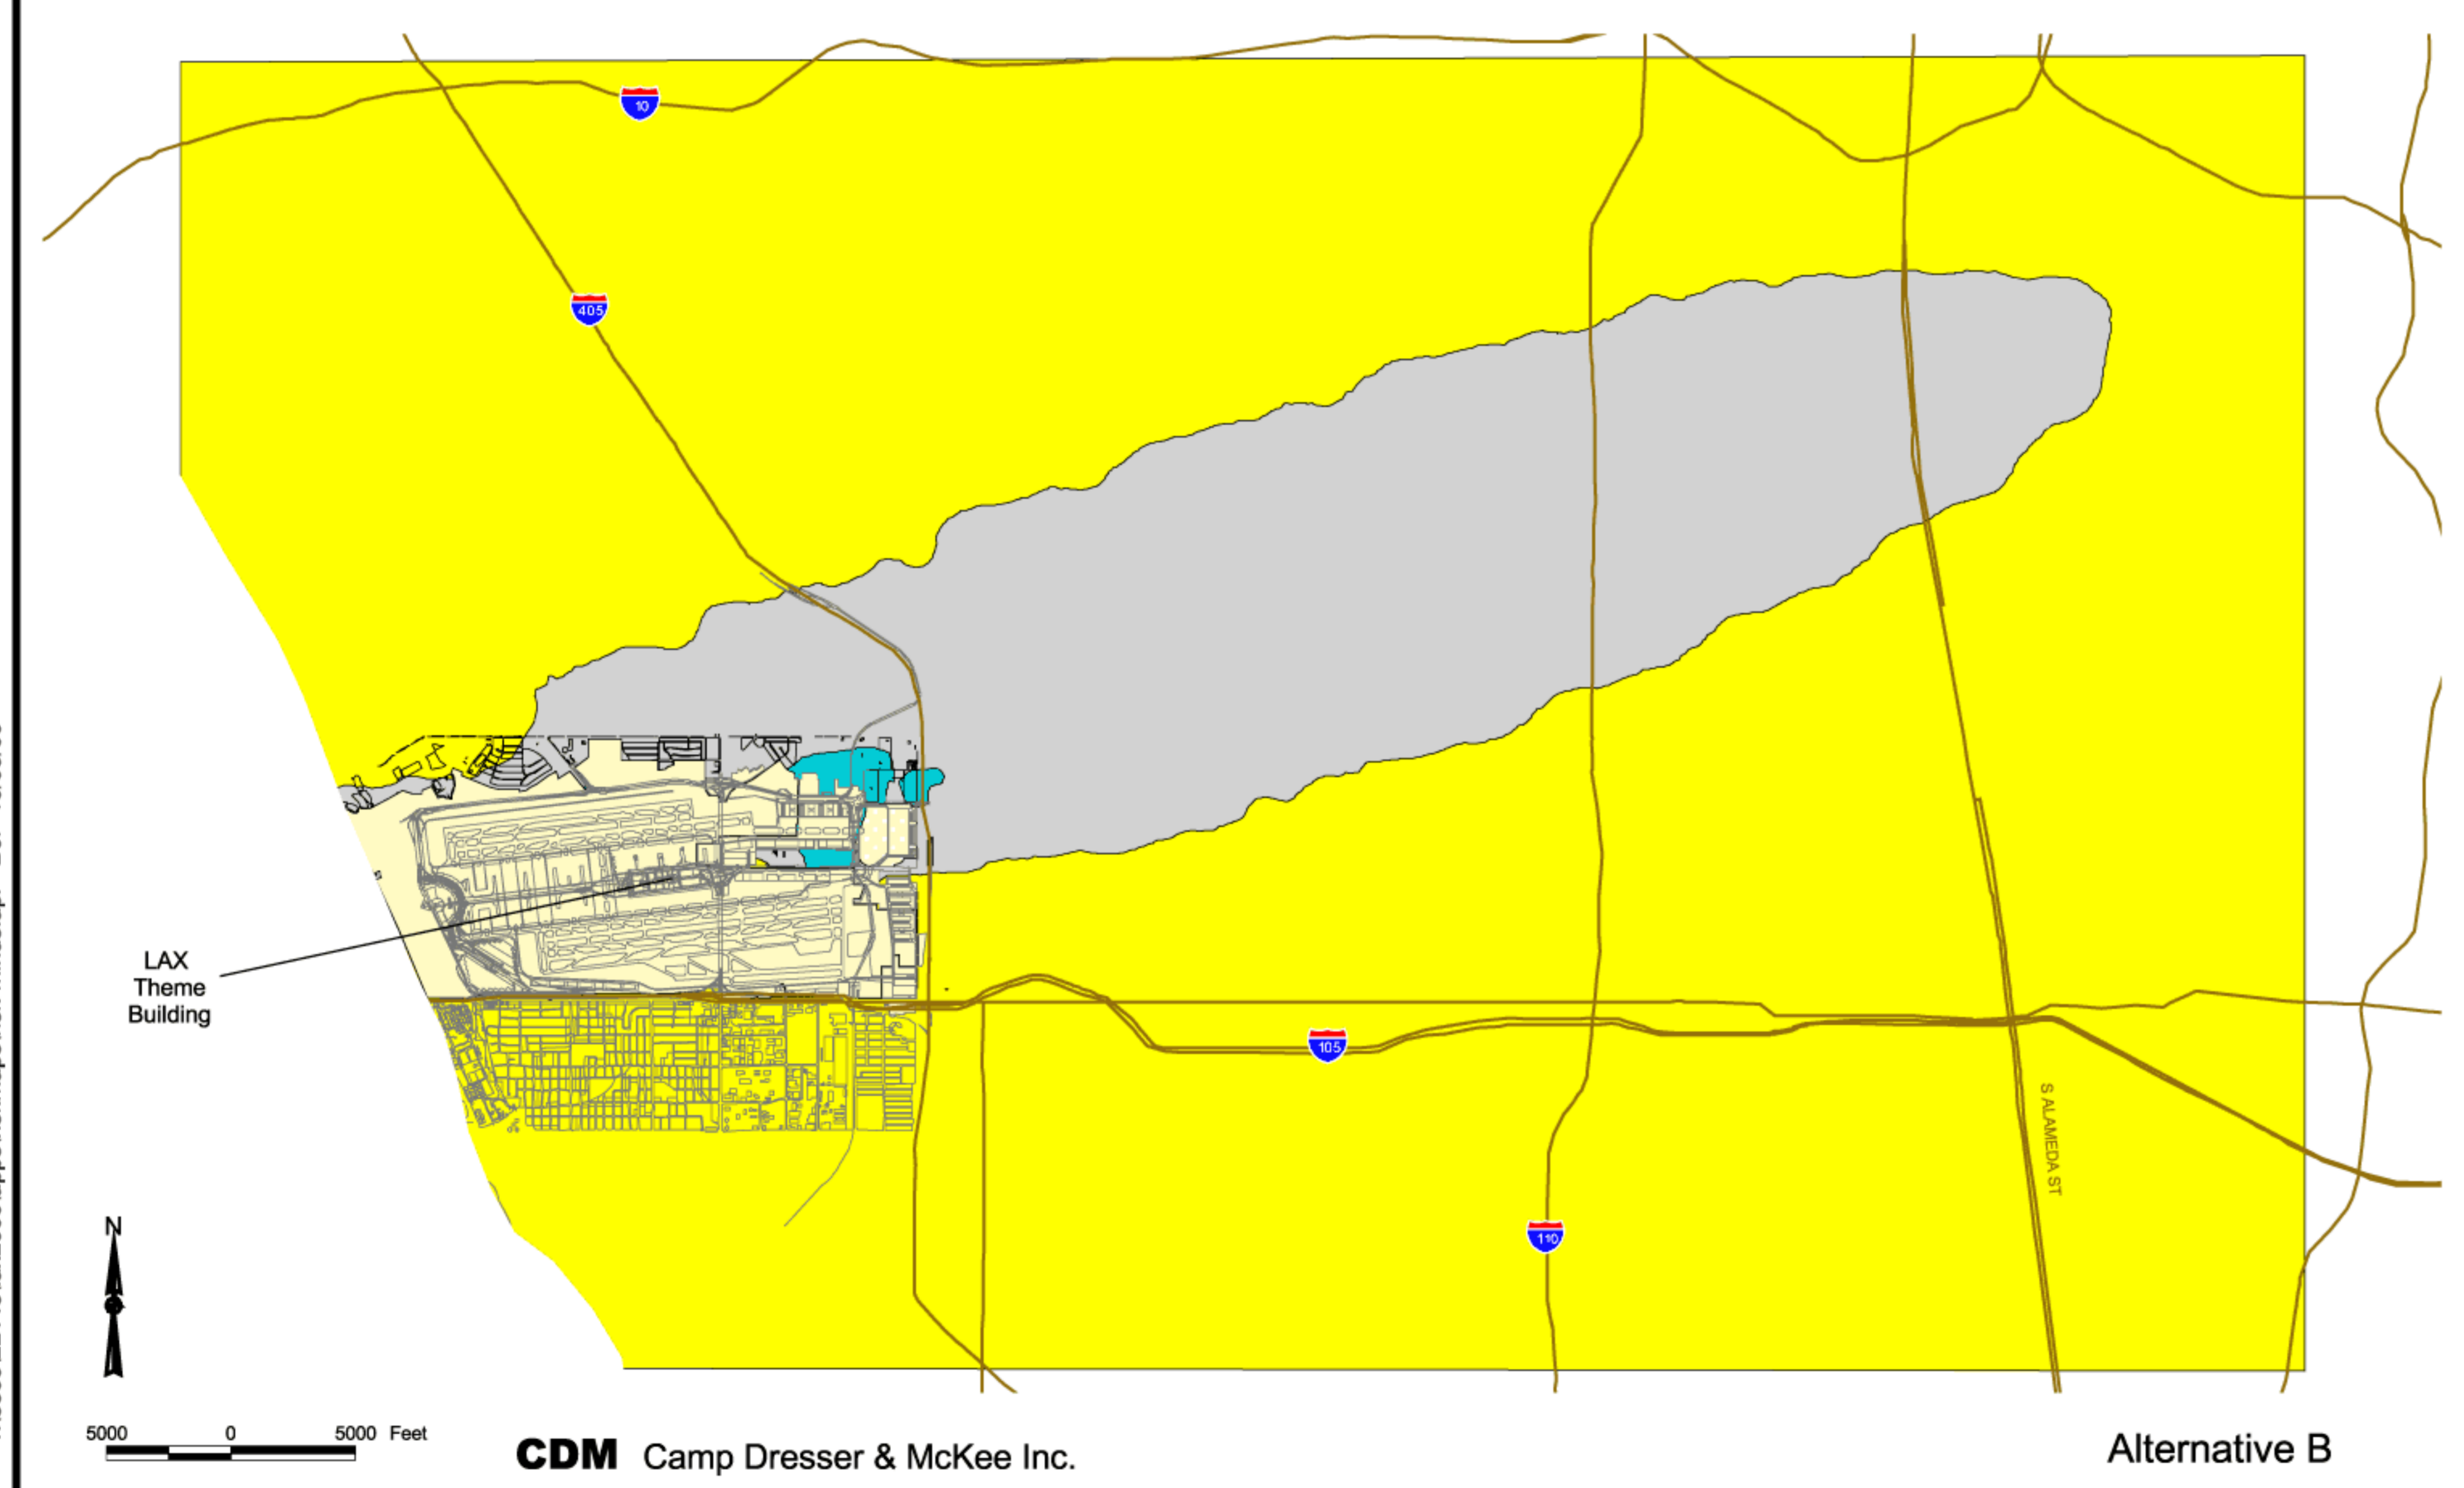 10
405
LAX
Theme
Building
105
S ALAMEDA ST
N
110
5000 0 5000 Feet
CDM Camp Dresser & McKee Inc.
Alternative B